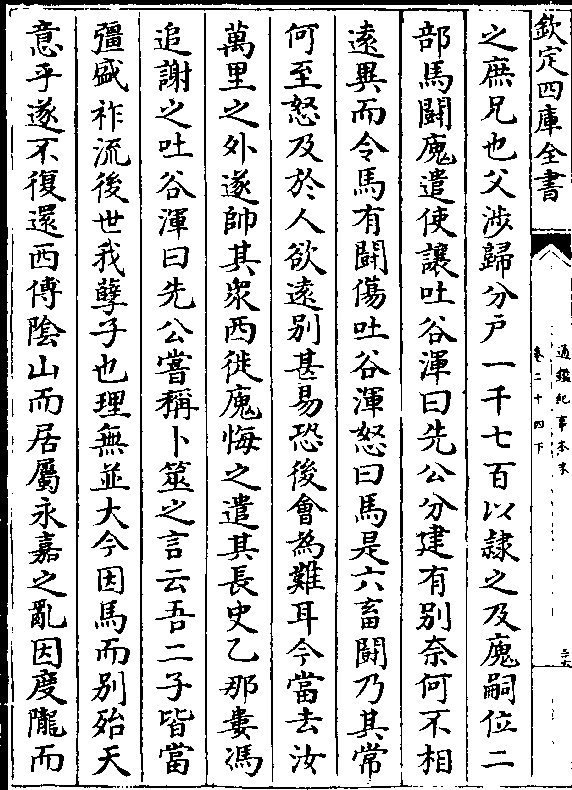 欽定四庫全書
通鑑紀事本末
卷二十四下
之庶兄也父涉歸分戶一千七百以隸之及廆嗣位二
部馬鬬廆遣使讓吐谷渾曰先公分建有別奈何不相
遠異而令馬有鬬傷吐谷渾怒曰馬是六畜鬬乃其常
何至怒及於人欲遠別甚易恐後會為難耳今當去汝
萬里之外遂帥其衆西徙廆悔之遣其長史乙那婁馮
追謝之吐谷渾曰先公嘗稱卜筮之言云吾二子皆當
彊盛祚流後世我孽子也理無並大今因馬而別殆天
意乎遂不復還西傅隂山而居屬永嘉之亂因度隴而